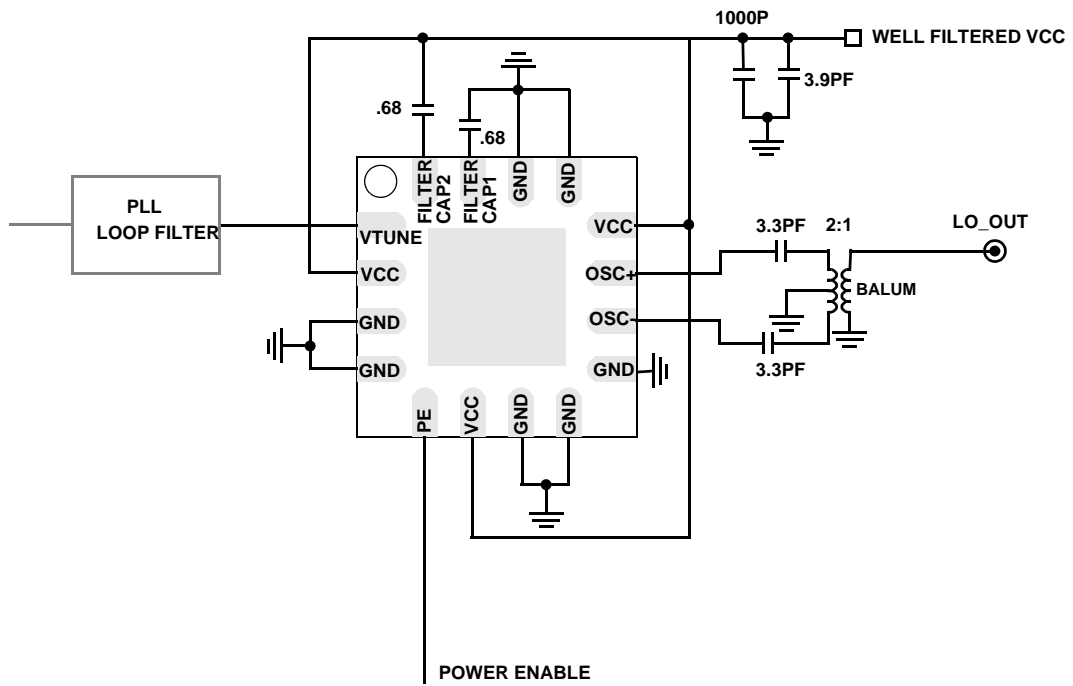 1000P
WELL FILTERED VCC
3.9PF
.68
.68
FILTER
CAP2
FILTER
CAP1
GND
GND
PLL
LOOP FILTER
VTUNE
VCC
GND
GND
VCC
OSC+
OSC-
GND
3.3PF
2:1
LO_OUT
BALUM
3.3PF
PE
VCC
GND
GND
POWER ENABLE